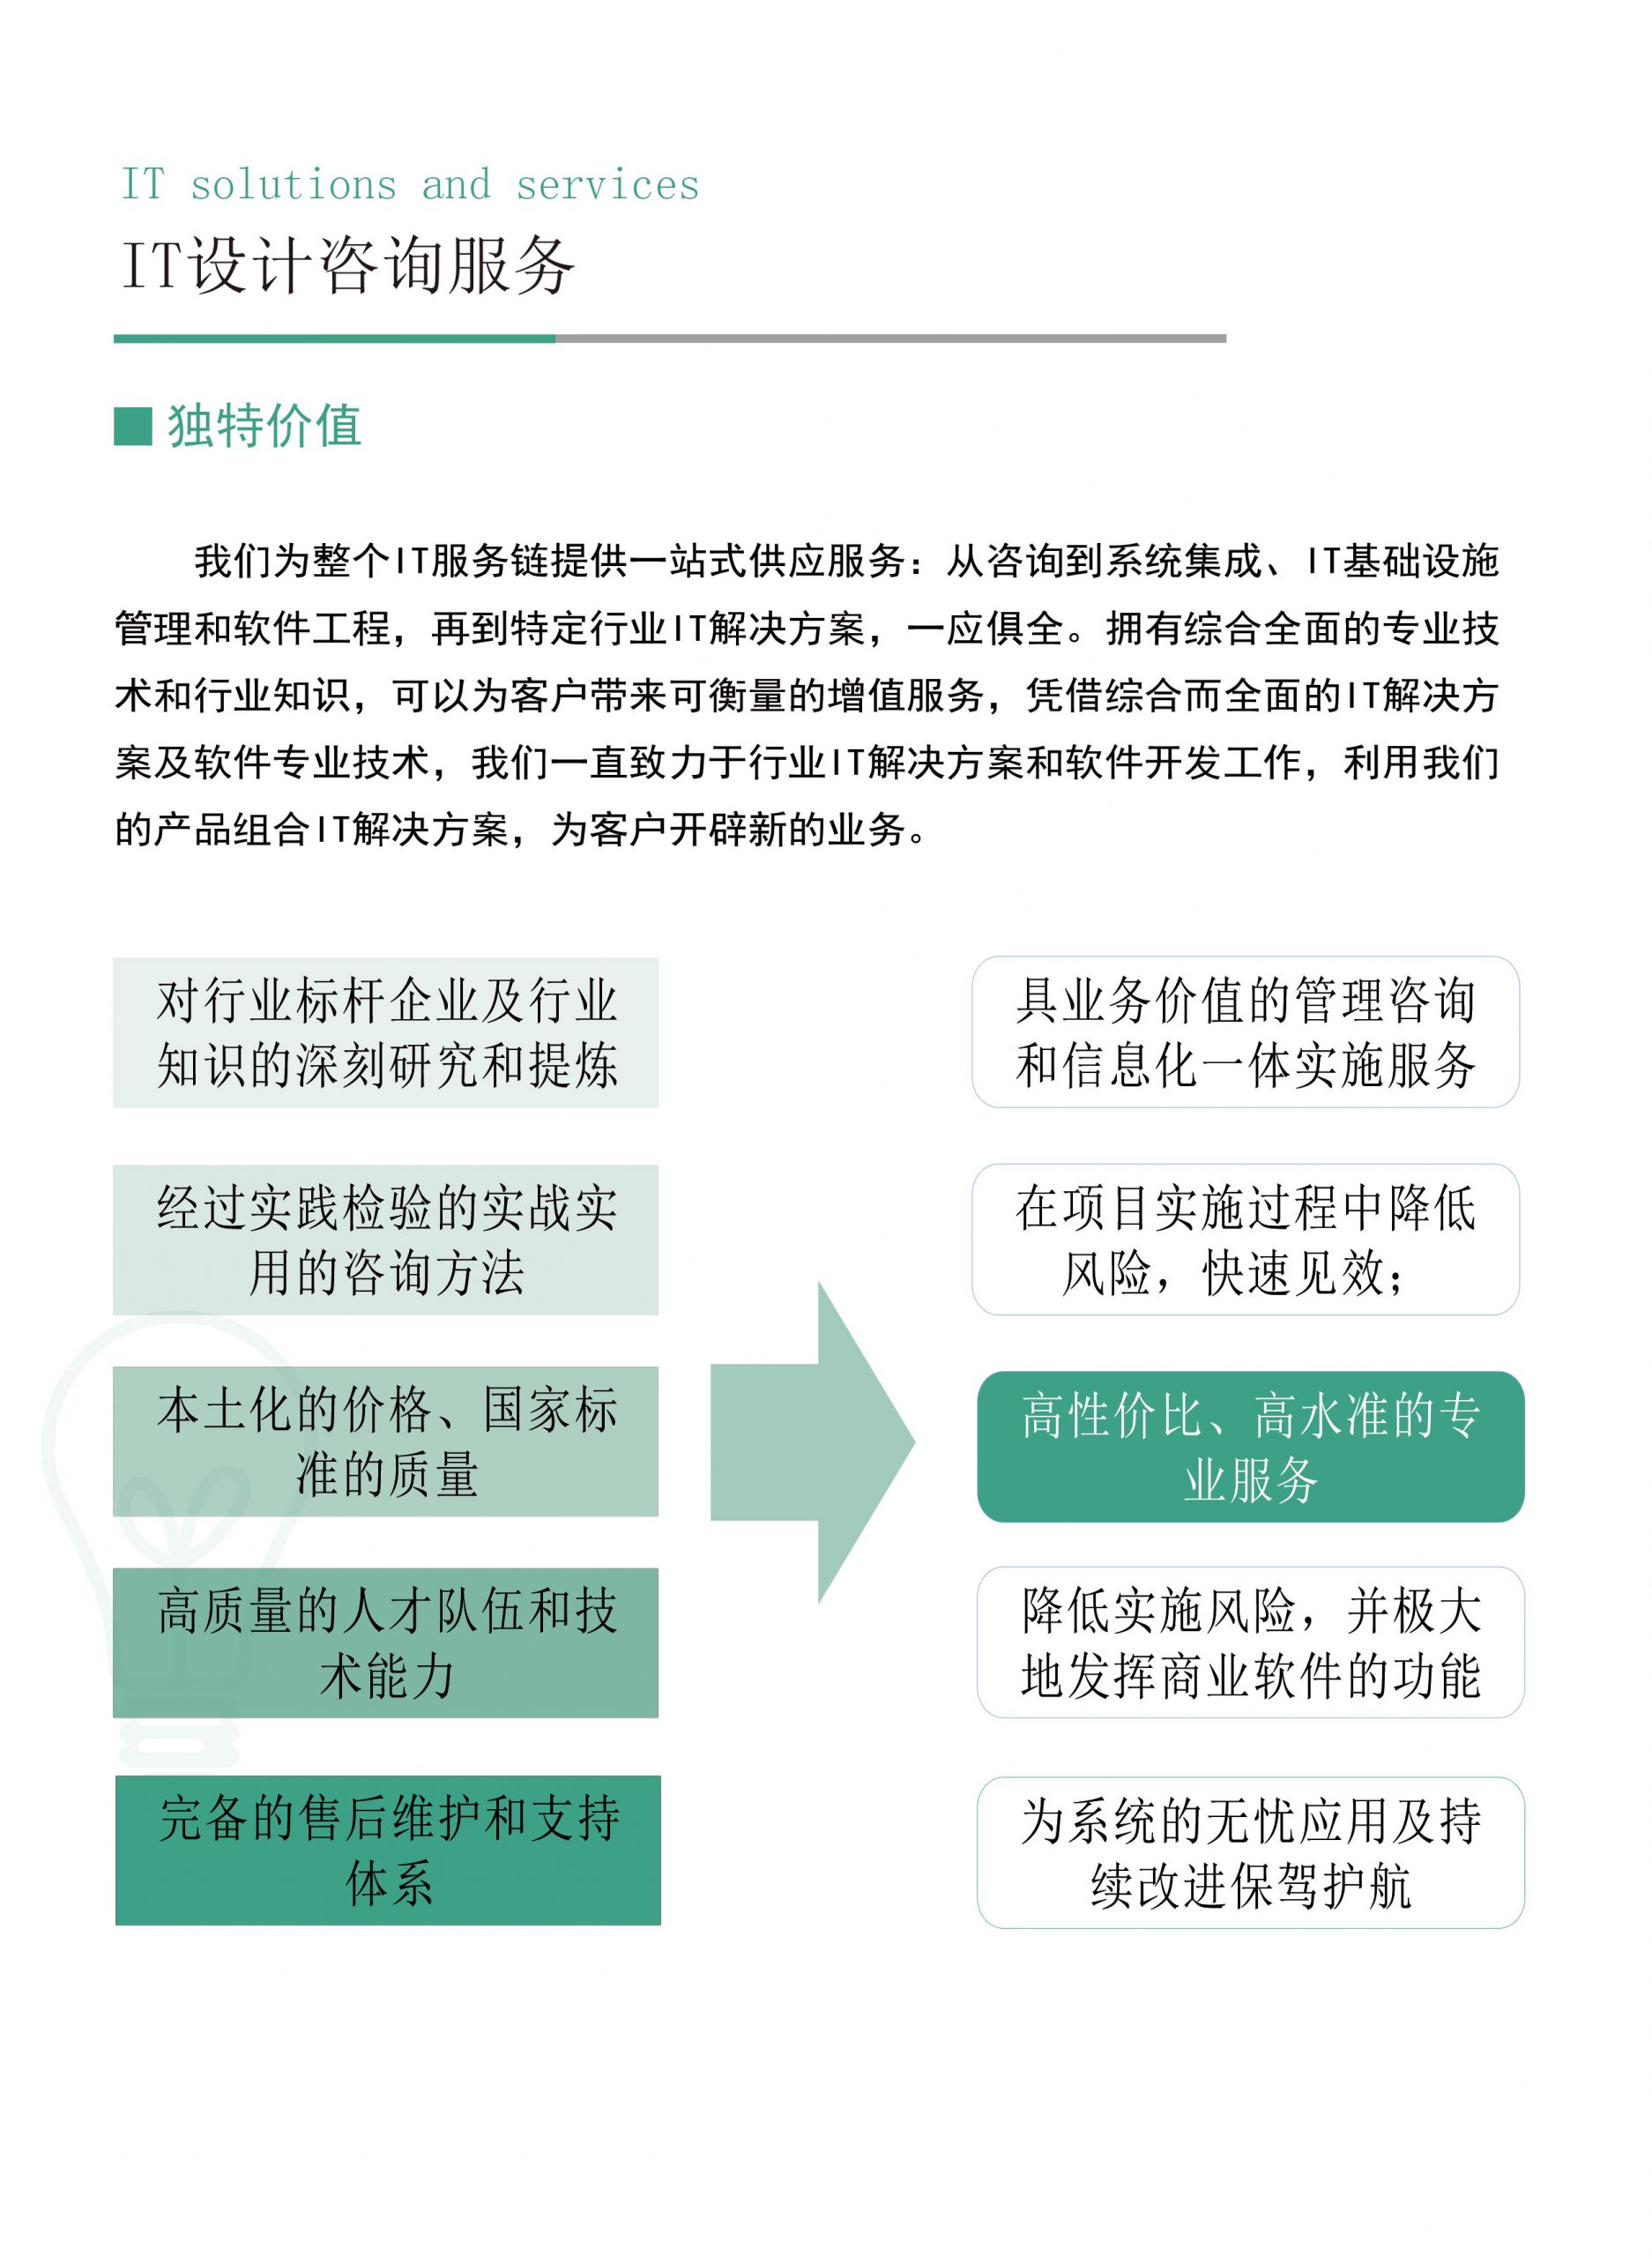 IT solutions and services
IT设计咨询服务
独特价值
我们为整个IT服务链提供一站式供应服务：从咨询到系统集成、IT基础设施
管理和软件工程，再到特定行业IT解决方案，一应俱全。拥有综合全面的专业技
术和行业知识，可以为客户带来可衡量的增值服务，凭借综合而全面的IT解决方
案及软件专业技术，我们一直致力于行业IT解决方案和软件开发工作，利用我们
的产品组合IT解决方案，为客户开辟新的业务。
对行业标杆企业及行业
知识的深刻研究和提炼
具业务价值的管理咨询
和信息化一体实施服务
经过实践检验的实战实
用的咨询方法
在项目实施过程中降低
风险，快速见效；
本土化的价格、国家标
准的质量
高性价比、高水准的专
业服务
高质量的人才队伍和技
术能力
降低实施风险，并极大
地发挥商业软件的功能
完备的售后维护和支持
体系
为系统的无忧应用及持
续改进保驾护航